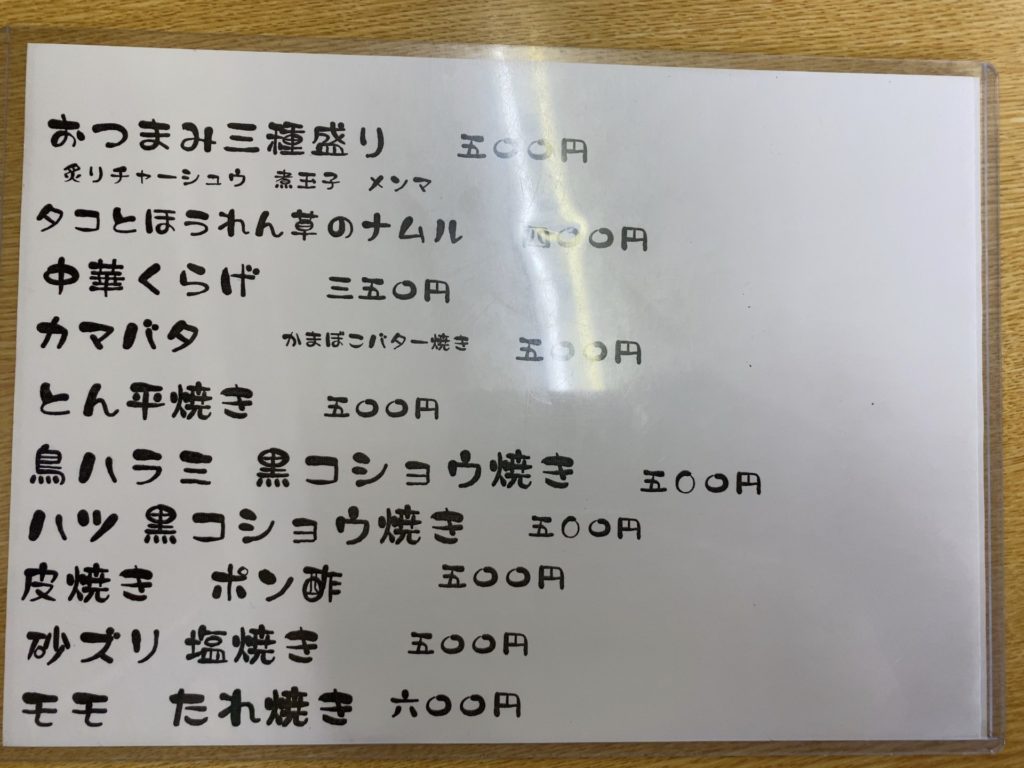 おつまみ三種盛り 五〇〇円
炙りチャーシュウ 煮玉子 メンマ
タコとほうれん草のナムル 四〇〇円
中華くらげ 三五〇円
カマバタ かまぼこバター焼き 五〇〇円
とん平焼き 五〇〇円
鳥ハラミ 黒コショウ焼き 五〇〇円
ハツ 黒コショウ焼き 五〇〇円
皮焼き ポン酢 五〇〇円
砂ズリ 塩焼き 五〇〇円
モモ たれ焼き 六〇〇円